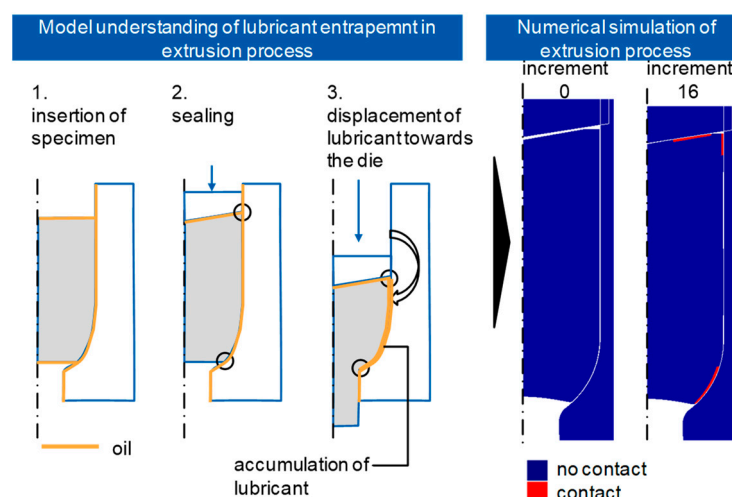 Model understanding of lubricant entrapemnt in
extrusion process
Numerical simulation of
extrusion process
1.
insertion of
specimen
2.
sealing
3.
displacement of
lubricant towards
the die
increment
0
increment
16
oil
accumulation of
lubricant
no contact
contact